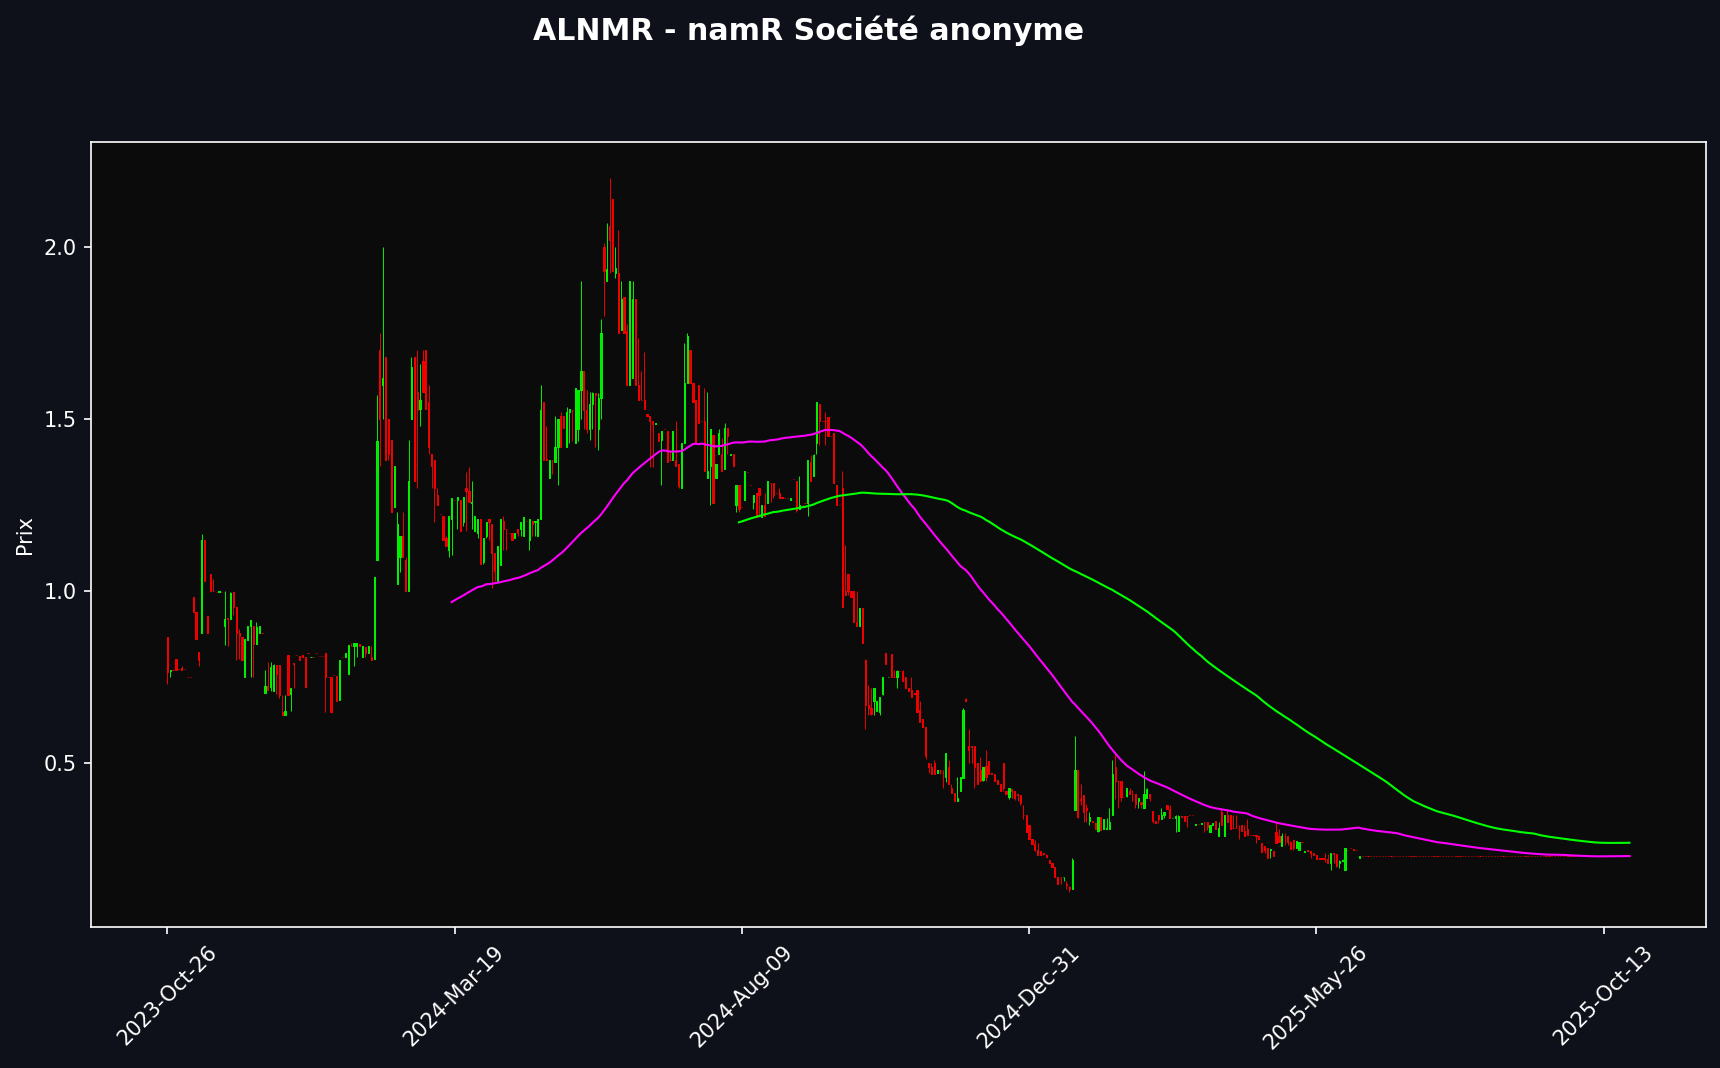 ALNMR - namR Société anonyme
Prix
2.0
1.5
1.0
0.5
2023-Oct-26
2024-Mar-19
2024-Aug-09
2024-Dec-31
2025-May-26
2025-Oct-13